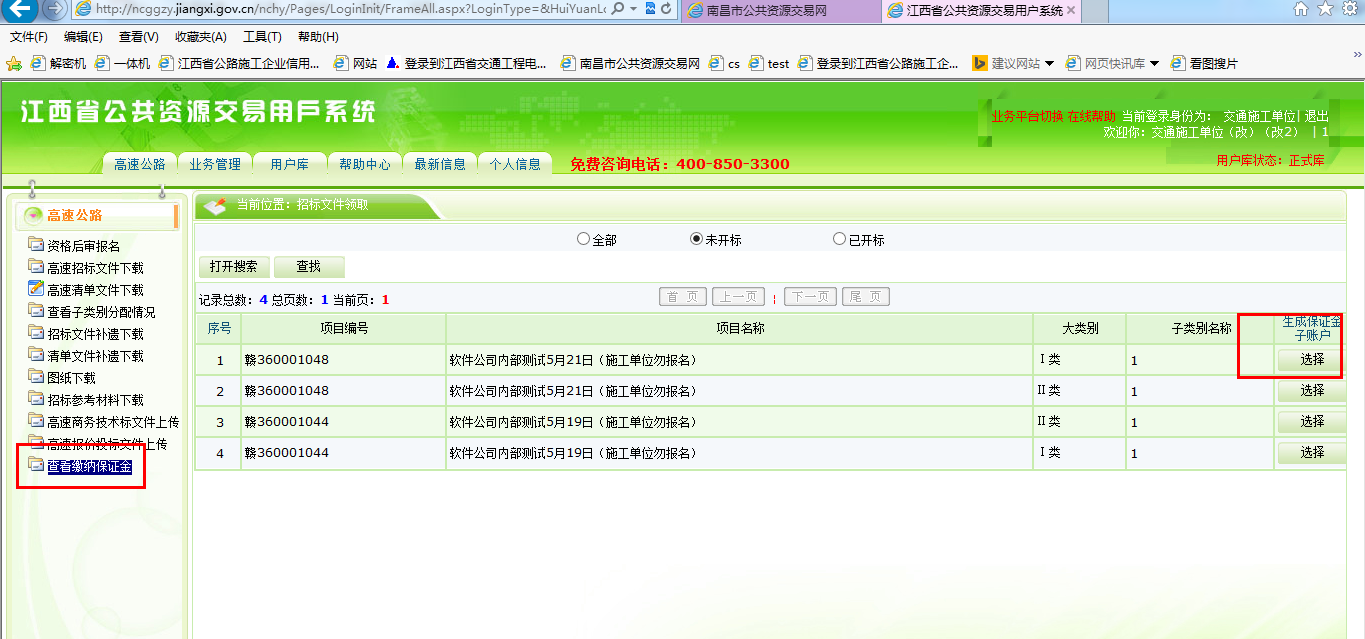 http://ncggzy.jiangxi.gov.cn/nchy/Pages/LoginInit/FrameAll.aspx?LoginType=&HuiYuanLo
南昌市公共资源交易网
江西省公共资源交易用户系统
文件(F) 编辑(E) 查看(V) 收藏夹(A) 工具(T) 帮助(H)
解密机 一体机 江西省公路施工企业信用... 网站 登录到江西省交通工程电... 南昌市公共资源交易网 cs test 登录到江西省公路施工企... 建议网站 网页快讯库 看图搜片
江西省公共资源交易用户系统
业务平台切换 在线帮助 当前登录身份为： 交通施工单位| 退出
欢迎你：交通施工单位（改）（改2） | 1
高速公路 业务管理 用户库 帮助中心 最新信息 个人信息 免费咨询电话：400-850-3300
用户库状态：正式库
高速公路
资格后审报名
高速招标文件下载
高速清单文件下载
查看子类别分配情况
招标文件补遗下载
清单文件补遗下载
图纸下载
招标参考材料下载
高速商务技术标文件上传
高速报价投标文件上传
查看缴纳保证金
当前位置：招标文件领取
全部 未开标 已开标
打开搜索 查找
记录总数：4 总页数：1 当前页：1 首 页 上一页 | 下一页 尾 页
序号 项目编号 项目名称 大类别 子类别名称 生成保证金子账户
1 赣360001048 软件公司内部测试5月21日（施工单位勿报名） I 类 1 选择
2 赣360001048 软件公司内部测试5月21日（施工单位勿报名） II 类 1 选择
3 赣360001044 软件公司内部测试5月19日（施工单位勿报名） II 类 1 选择
4 赣360001044 软件公司内部测试5月19日（施工单位勿报名） I 类 1 选择